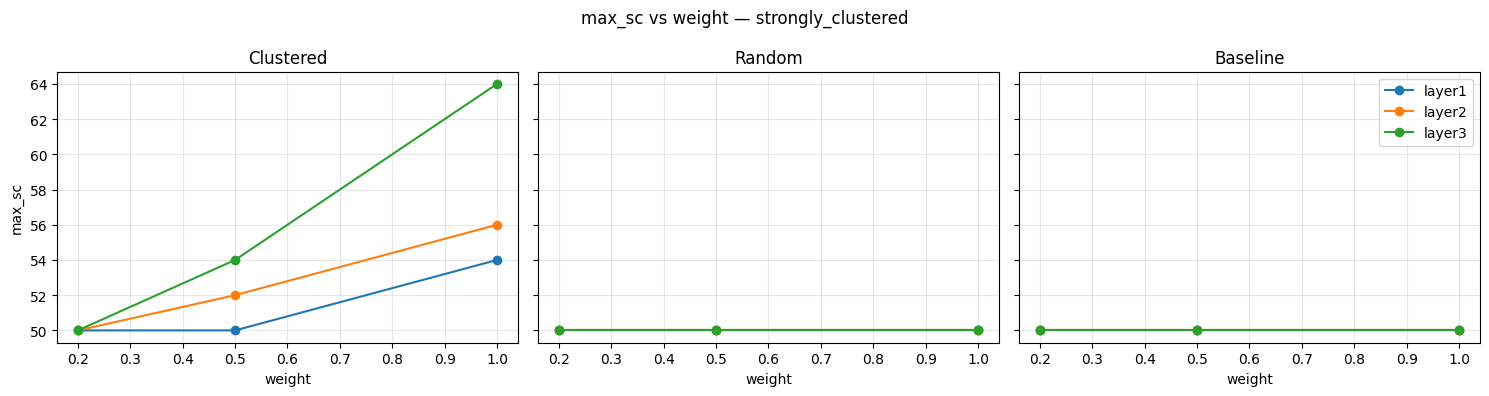 max_sc vs weight — strongly_clustered
Clustered
Random
Baseline
max_sc
64
62
60
58
56
54
52
50
0.2 0.3 0.4 0.5 0.6 0.7 0.8 0.9 1.0
weight
0.2 0.3 0.4 0.5 0.6 0.7 0.8 0.9 1.0
weight
layer1
layer2
layer3
0.2 0.3 0.4 0.5 0.6 0.7 0.8 0.9 1.0
weight